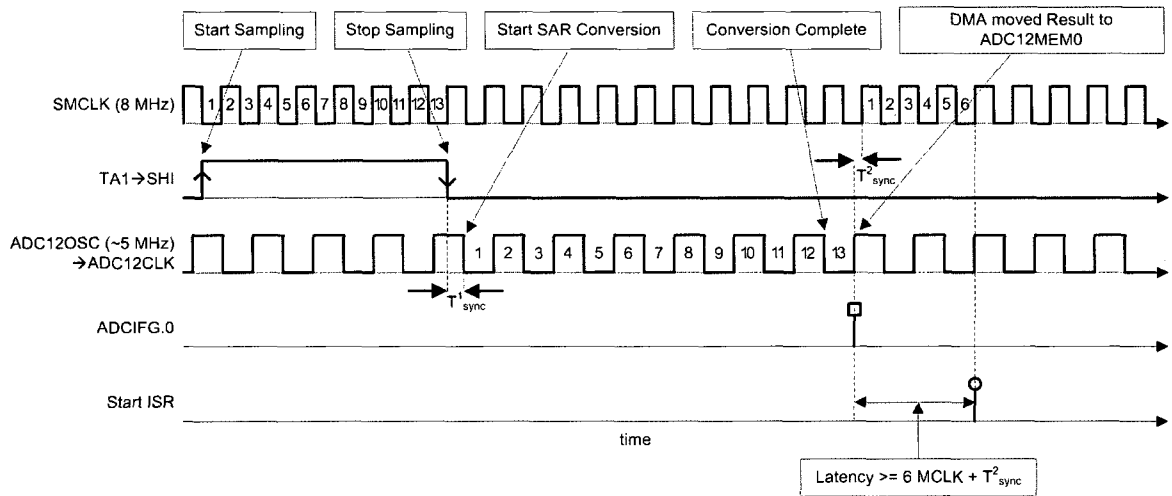 Start Sampling
Stop Sampling
Start SAR Conversion
Conversion Complete
DMA moved Result to
ADC12MEM0
SMCLK (8 MHz)
1 2 3 4 5 6 7 8 9 10 11 12 13
1 2 3 4 5 6
T²sync
TA1→SHI
ADC12OSC (~5 MHz)
→ADC12CLK
1 2 3 4 5 6 7 8 9 10 11 12 13
T¹sync
ADCIFG.0
Start ISR
time
Latency >= 6 MCLK + T²sync